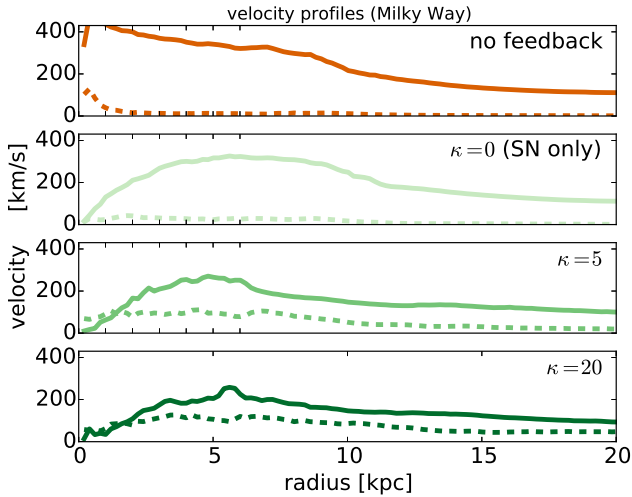 velocity profiles (Milky Way)
400
200
0
no feedback
400
200
0
κ=0 (SN only)
400
200
0
κ=5
400
200
0
κ=20
0
5
10
15
20
radius [kpc]
velocity [km/s]